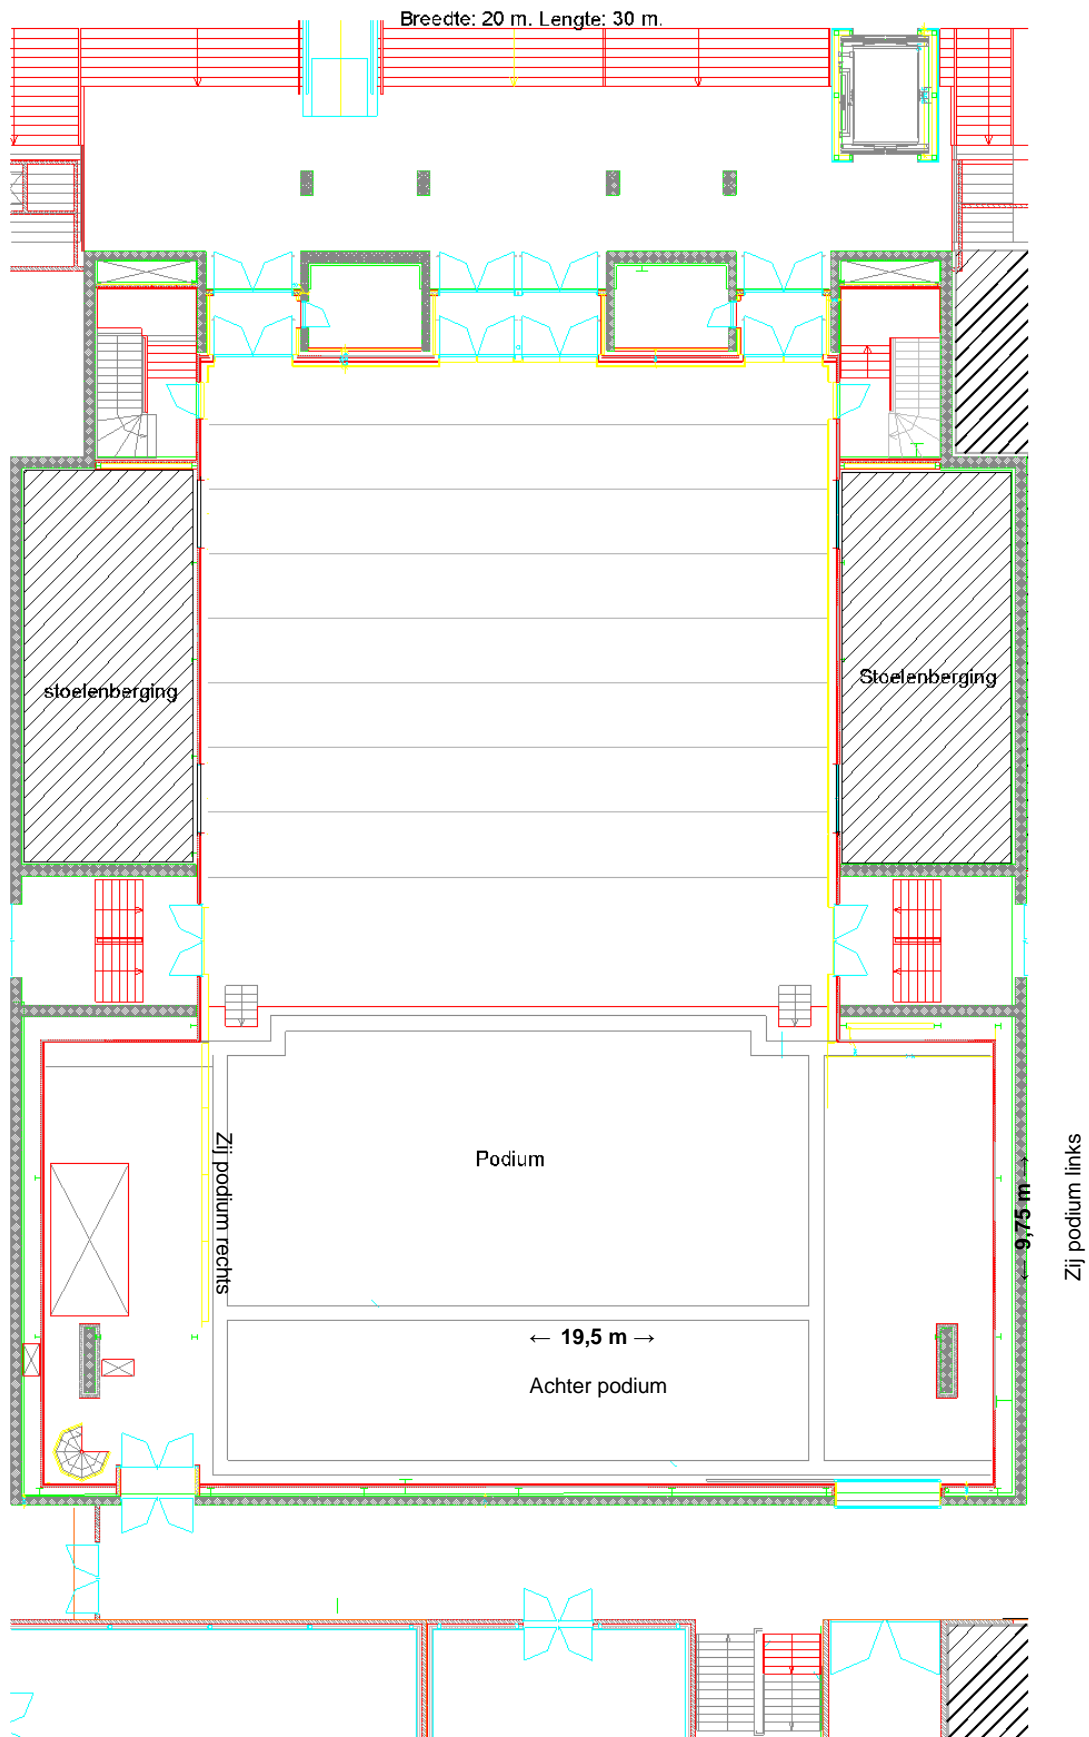 Breedte: 20 m. Lengte: 30 m.
stoelenberging
Stoelenberging
Podium
Zij podium rechts
← 9,75 m →
Zij podium links
← 19,5 m →
Achter podium